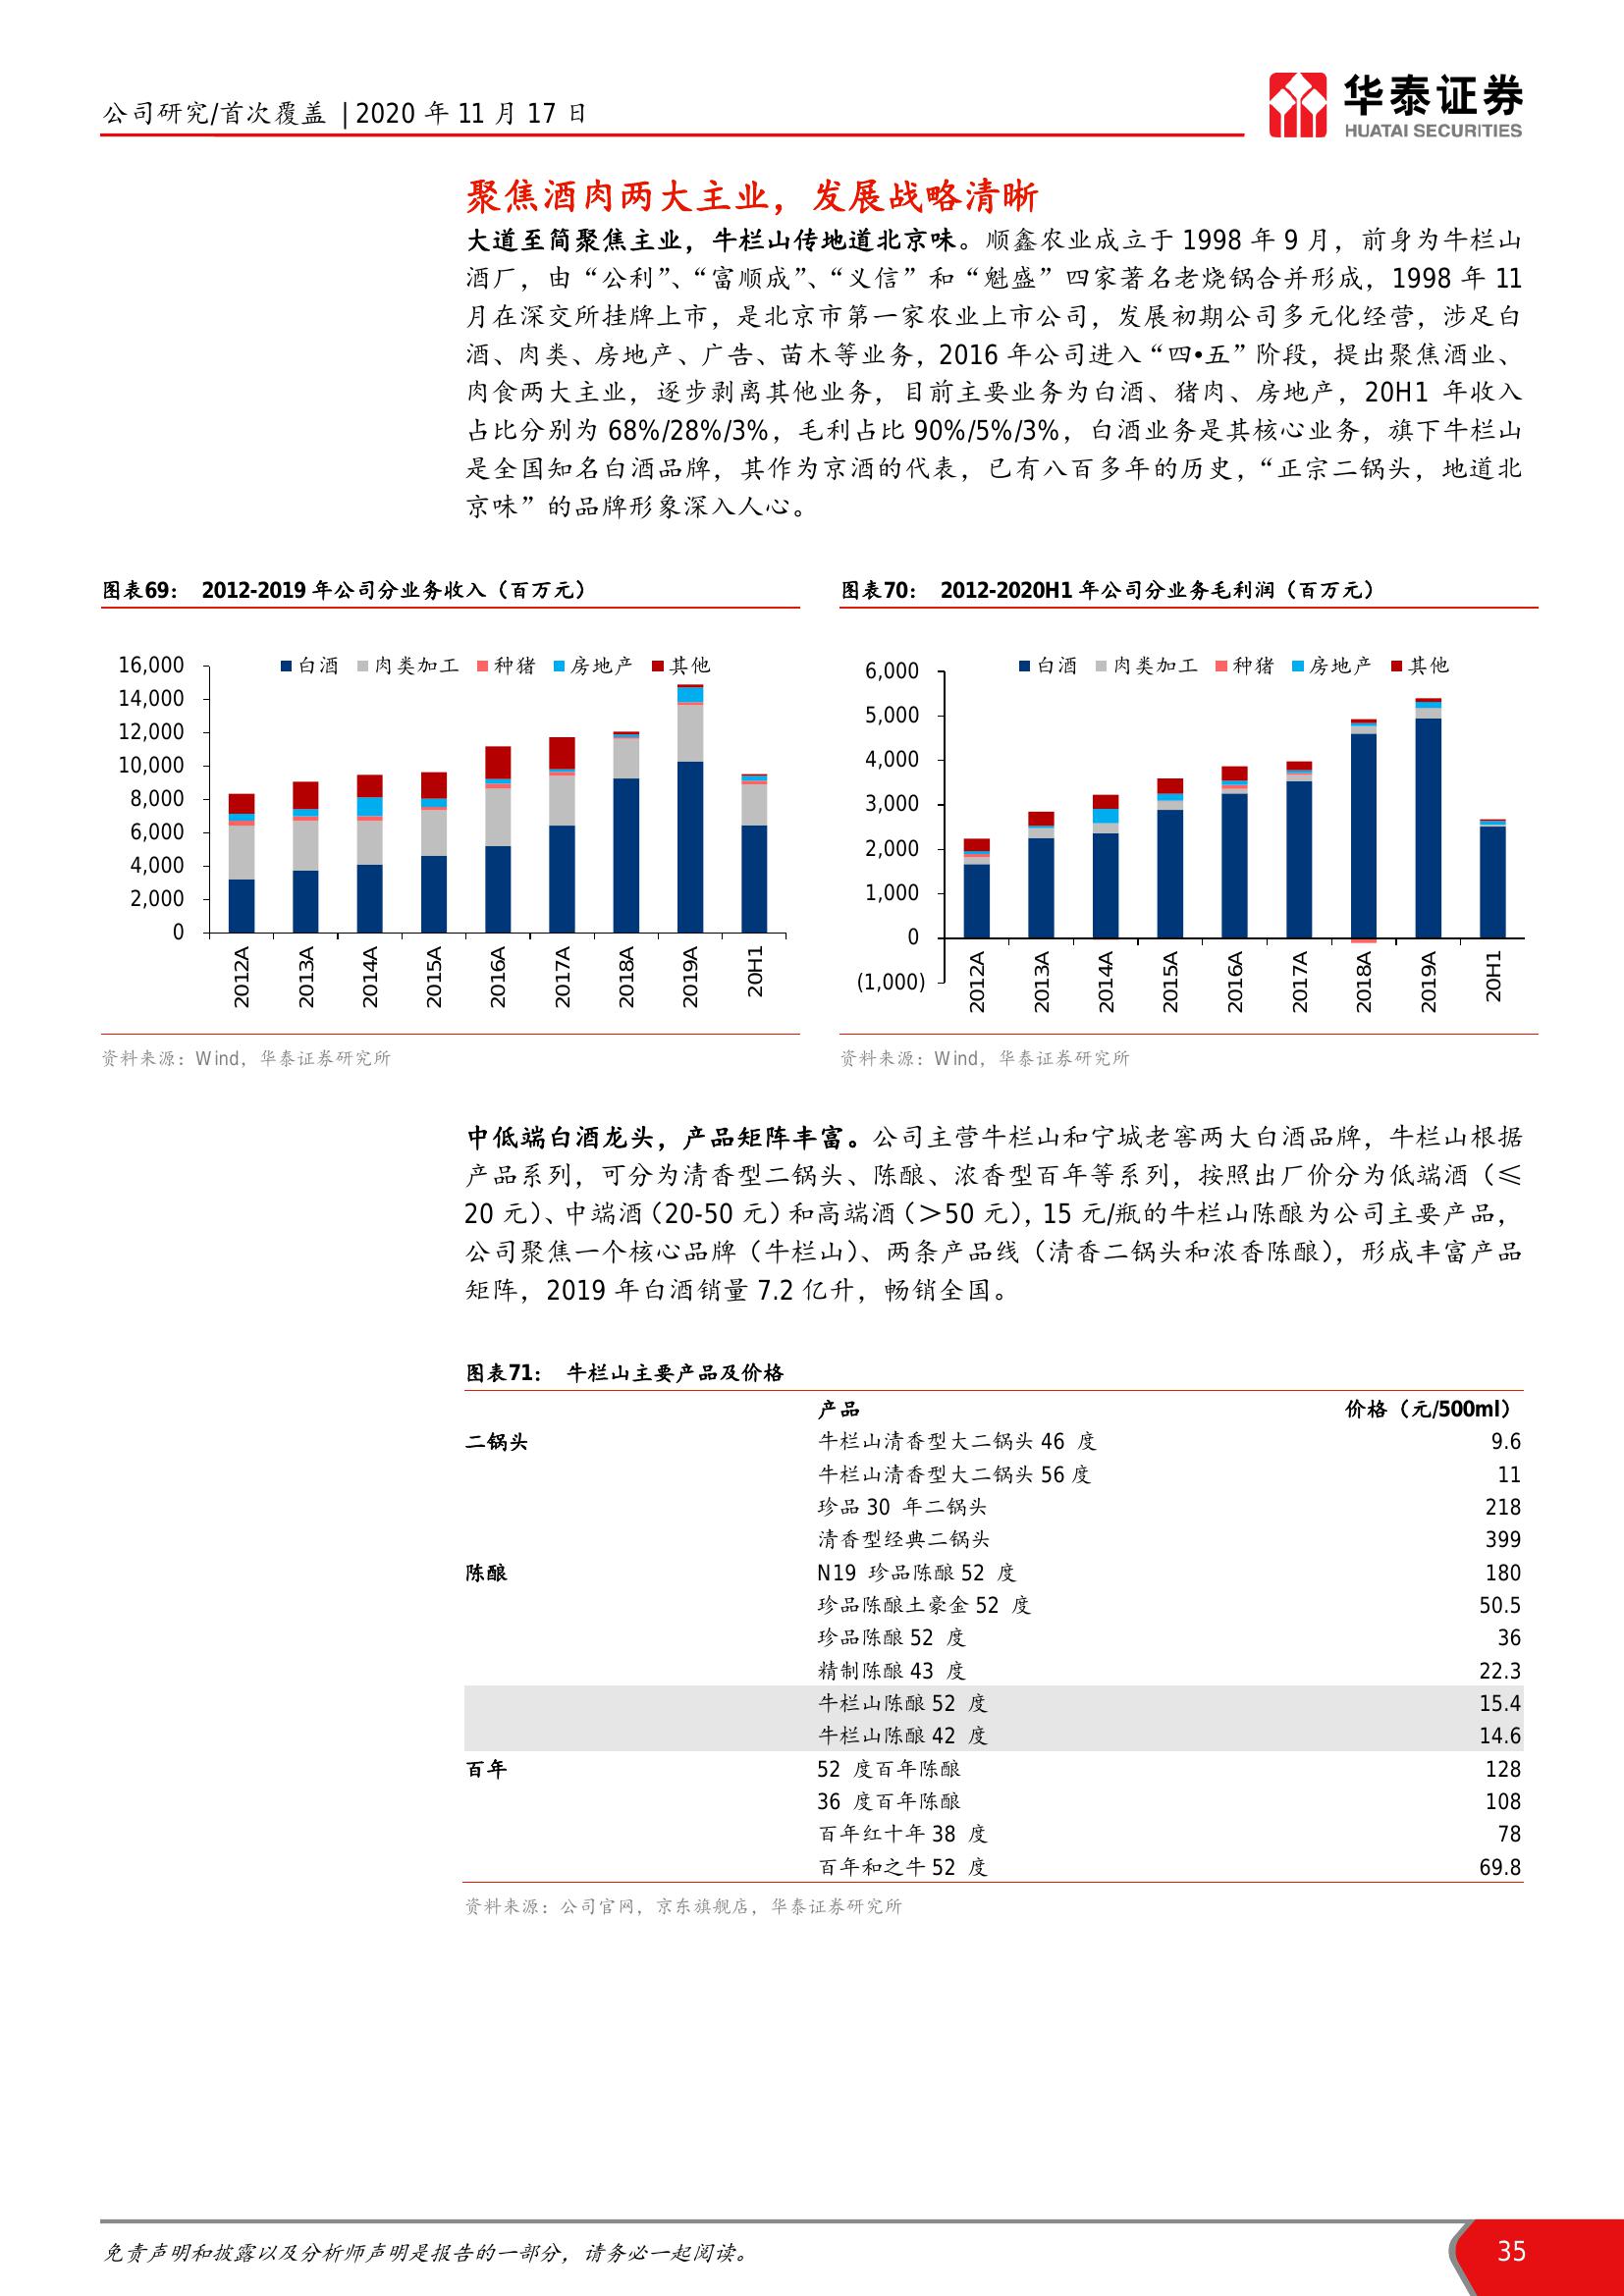 公司研究/首次覆盖 | 2020 年 11 月 17 日
华泰证券
HUATAI SECURITIES
聚焦酒肉两大主业，发展战略清晰
大道至简聚焦主业，牛栏山传地道北京味。顺鑫农业成立于 1998 年 9 月，前身为牛栏山
酒厂，由“公利”、“富顺成”、“义信”和“魁盛”四家著名老烧锅合并形成，1998 年 11
月在深交所挂牌上市，是北京市第一家农业上市公司，发展初期公司多元化经营，涉足白
酒、肉类、房地产、广告、苗木等业务，2016 年公司进入“四•五”阶段，提出聚焦酒业、
肉食两大主业，逐步剥离其他业务，目前主要业务为白酒、猪肉、房地产，20H1 年收入
占比分别为 68%/28%/3%，毛利占比 90%/5%/3%，白酒业务是其核心业务，旗下牛栏山
是全国知名白酒品牌，其作为京酒的代表，已有八百多年的历史，“正宗二锅头，地道北
京味”的品牌形象深入人心。
图表69： 2012-2019 年公司分业务收入（百万元）
白酒 肉类加工 种猪 房地产 其他
16,000
14,000
12,000
10,000
8,000
6,000
4,000
2,000
0
2012A 2013A 2014A 2015A 2016A 2017A 2018A 2019A 20H1
资料来源：Wind，华泰证券研究所
图表70： 2012-2020H1 年公司分业务毛利润（百万元）
白酒 肉类加工 种猪 房地产 其他
6,000
5,000
4,000
3,000
2,000
1,000
0
(1,000)
2012A 2013A 2014A 2015A 2016A 2017A 2018A 2019A 20H1
资料来源：Wind，华泰证券研究所
中低端白酒龙头，产品矩阵丰富。公司主营牛栏山和宁城老窖两大白酒品牌，牛栏山根据
产品系列，可分为清香型二锅头、陈酿、浓香型百年等系列，按照出厂价分为低端酒（≤
20 元）、中端酒（20-50 元）和高端酒（＞50 元），15 元/瓶的牛栏山陈酿为公司主要产品，
公司聚焦一个核心品牌（牛栏山）、两条产品线（清香二锅头和浓香陈酿），形成丰富产品
矩阵，2019 年白酒销量 7.2 亿升，畅销全国。
图表71： 牛栏山主要产品及价格
产品 价格（元/500ml）
二锅头 牛栏山清香型大二锅头 46 度 9.6
牛栏山清香型大二锅头 56 度 11
珍品 30 年二锅头 218
清香型经典二锅头 399
陈酿 N19 珍品陈酿 52 度 180
珍品陈酿土豪金 52 度 50.5
珍品陈酿 52 度 36
精制陈酿 43 度 22.3
牛栏山陈酿 52 度 15.4
牛栏山陈酿 42 度 14.6
百年 52 度百年陈酿 128
36 度百年陈酿 108
百年红十年 38 度 78
百年和之牛 52 度 69.8
资料来源：公司官网，京东旗舰店，华泰证券研究所
免责声明和披露以及分析师声明是报告的一部分，请务必一起阅读。
35